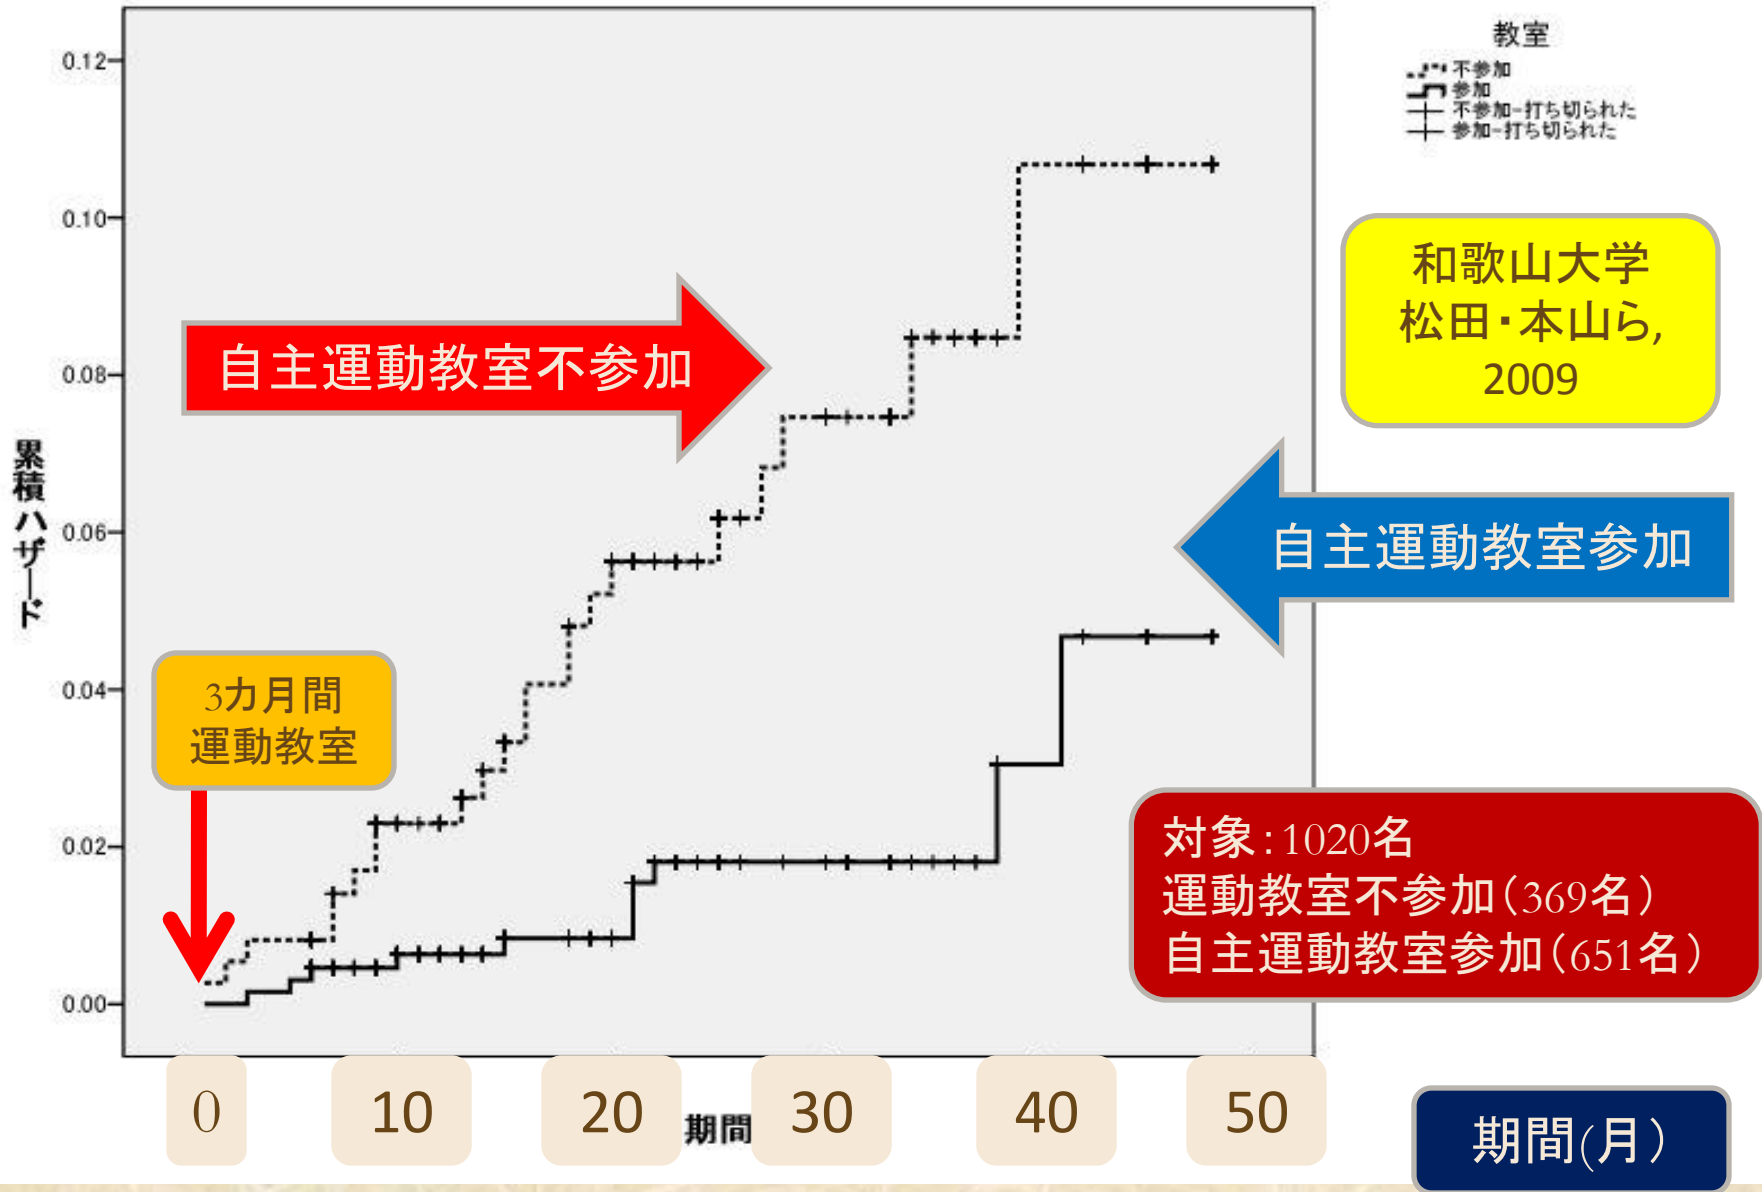 教室
不参加
参加
不参加-打ち切られた
参加-打ち切られた
0.12
0.10
0.08
0.06
0.04
0.02
0.00
累積ハザード
自主運動教室不参加
和歌山大学
松田・本山ら,
2009
自主運動教室参加
3カ月間
運動教室
対象：1020名
運動教室不参加（369名）
自主運動教室参加（651名）
0
10
20
30
40
50
期間
期間(月）